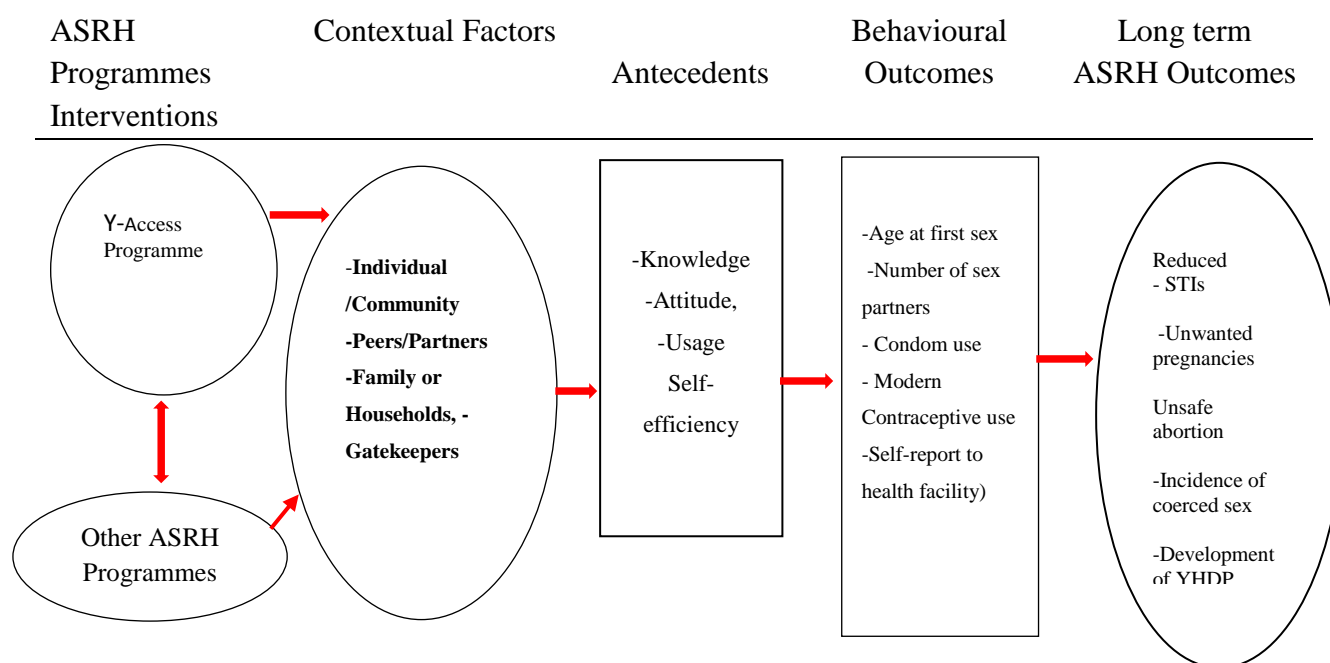 ASRH
Programmes
Interventions
Contextual Factors
Antecedents
Behavioural
Outcomes
Long term
ASRH Outcomes
Y-Access
Programme
Other ASRH
Programmes
-Individual
/Community
-Peers/Partners
-Family or
Households, -
Gatekeepers
-Knowledge
-Attitude,
-Usage
Self-
efficiency
-Age at first sex
-Number of sex
partners
- Condom use
- Modern
Contraceptive use
-Self-report to
health facility)
Reduced
- STIs
-Unwanted
pregnancies
Unsafe
abortion
-Incidence of
coerced sex
-Development
of YHDP